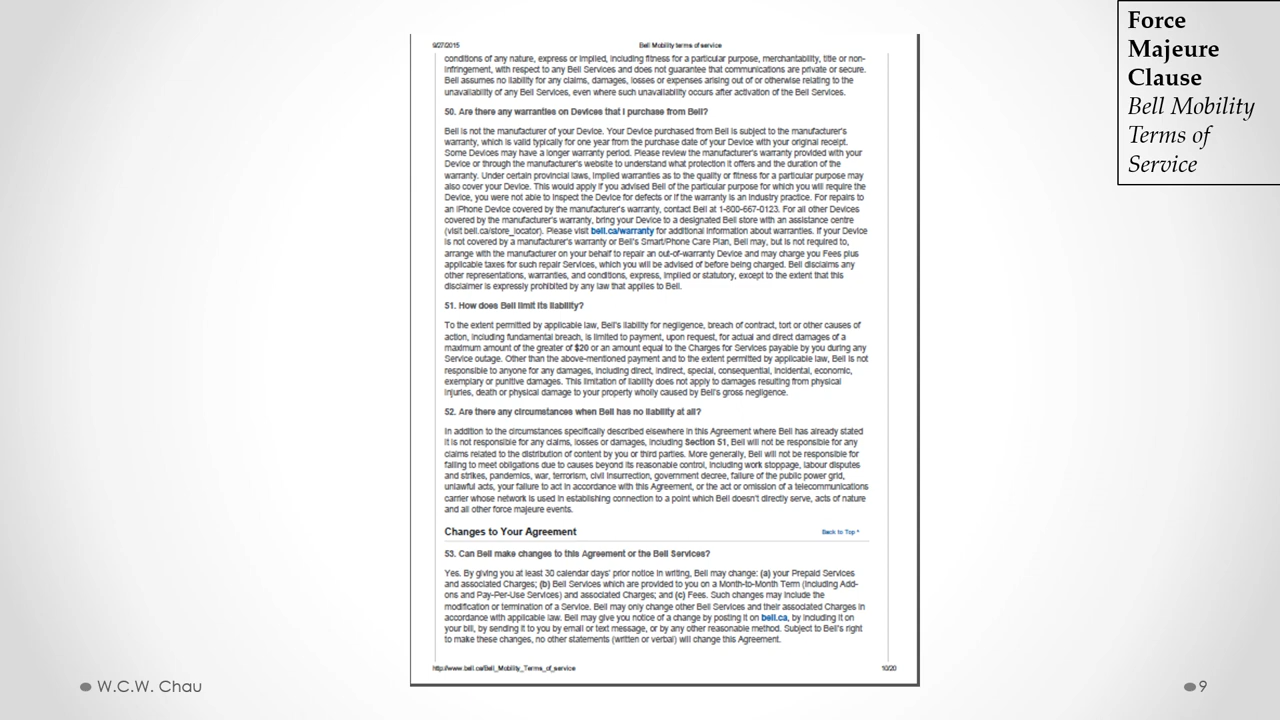 Force
Majeure
Clause
Bell Mobility
Terms of
Service
9/27/2015
Bell Mobility terms of service
conditions of any nature, express or implied, including fitness for a particular purpose, merchantability, title or non-
infringement, with respect to any Bell Services and does not guarantee that communications are private or secure.
Bell assumes no liability for any claims, damages, losses or expenses arising out of or otherwise relating to the
unavailability of any Bell Services, even where such unavailability occurs after activation of the Bell Services.
50. Are there any warranties on Devices that I purchase from Bell?
Bell is not the manufacturer of your Device. Your Device purchased from Bell is subject to the manufacturer's
warranty, which is valid typically for one year from the purchase date of your Device with your original receipt.
Some Devices may have a longer warranty period. Please review the manufacturer's warranty provided with your
Device or through the manufacturer's website to understand what protection it offers and the duration of the
warranty. Under certain provincial laws, implied warranties as to the quality or fitness for a particular purpose may
also cover your Device. This would apply if you advised Bell of the particular purpose for which you will require the
Device, you were not able to inspect the Device for defects or if the warranty is an industry practice. For repairs to
an iPhone Device covered by the manufacturer's warranty, contact Bell at 1-800-667-0123. For all other Devices
covered by the manufacturer's warranty, bring your Device to a designated Bell store with an assistance centre
(visit bell.ca/store_locator). Please visit bell.ca/warranty for additional information about warranties. If your Device
is not covered by a manufacturer's warranty or Bell's Smart/Phone Care Plan, Bell may, but is not required to,
arrange with the manufacturer on your behalf to repair an out-of-warranty Device and may charge you Fees plus
applicable taxes for such repair Services, which you will be advised of before being charged. Bell disclaims any
other representations, warranties, and conditions, express, implied or statutory, except to the extent that this
disclaimer is expressly prohibited by any law that applies to Bell.
51. How does Bell limit its liability?
To the extent permitted by applicable law, Bell's liability for negligence, breach of contract, tort or other causes of
action, including fundamental breach, is limited to payment, upon request, for actual and direct damages of a
maximum amount of the greater of $20 or an amount equal to the Charges for Services payable by you during any
Service outage. Other than the above-mentioned payment and to the extent permitted by applicable law, Bell is not
responsible to anyone for any damages, including direct, indirect, special, consequential, incidental, economic,
exemplary or punitive damages. This limitation of liability does not apply to damages resulting from physical
injuries, death or physical damage to your property wholly caused by Bell's gross negligence.
52. Are there any circumstances when Bell has no liability at all?
In addition to the circumstances specifically described elsewhere in this Agreement where Bell has already stated
it is not responsible for any claims, losses or damages, including Section 51, Bell will not be responsible for any
claims related to the distribution of content by you or third parties. More generally, Bell will not be responsible for
failing to meet obligations due to causes beyond its reasonable control, including work stoppage, labour disputes
and strikes, pandemics, war, terrorism, civil insurrection, government decree, failure of the public power grid,
unlawful acts, your failure to act in accordance with this Agreement, or the act or omission of a telecommunications
carrier whose network is used in establishing connection to a point which Bell doesn't directly serve, acts of nature
and all other force majeure events.
Changes to Your Agreement
Back to Top ^
53. Can Bell make changes to this Agreement or the Bell Services?
Yes. By giving you at least 30 calendar days' prior notice in writing, Bell may change: (a) your Prepaid Services
and associated Charges; (b) Bell Services which are provided to you on a Month-to-Month Term (including Add-
ons and Pay-Per-Use Services) and associated Charges; and (c) Fees. Such changes may include the
modification or termination of a Service. Bell may only change other Bell Services and their associated Charges in
accordance with applicable law. Bell may give you notice of a change by posting it on bell.ca, by including it on
your bill, by sending it to you by email or text message, or by any other reasonable method. Subject to Bell's right
to make these changes, no other statements (written or verbal) will change this Agreement.
http://www.bell.ca/Bell_Mobility_Terms_of_service
10/20
W.C.W. Chau
9